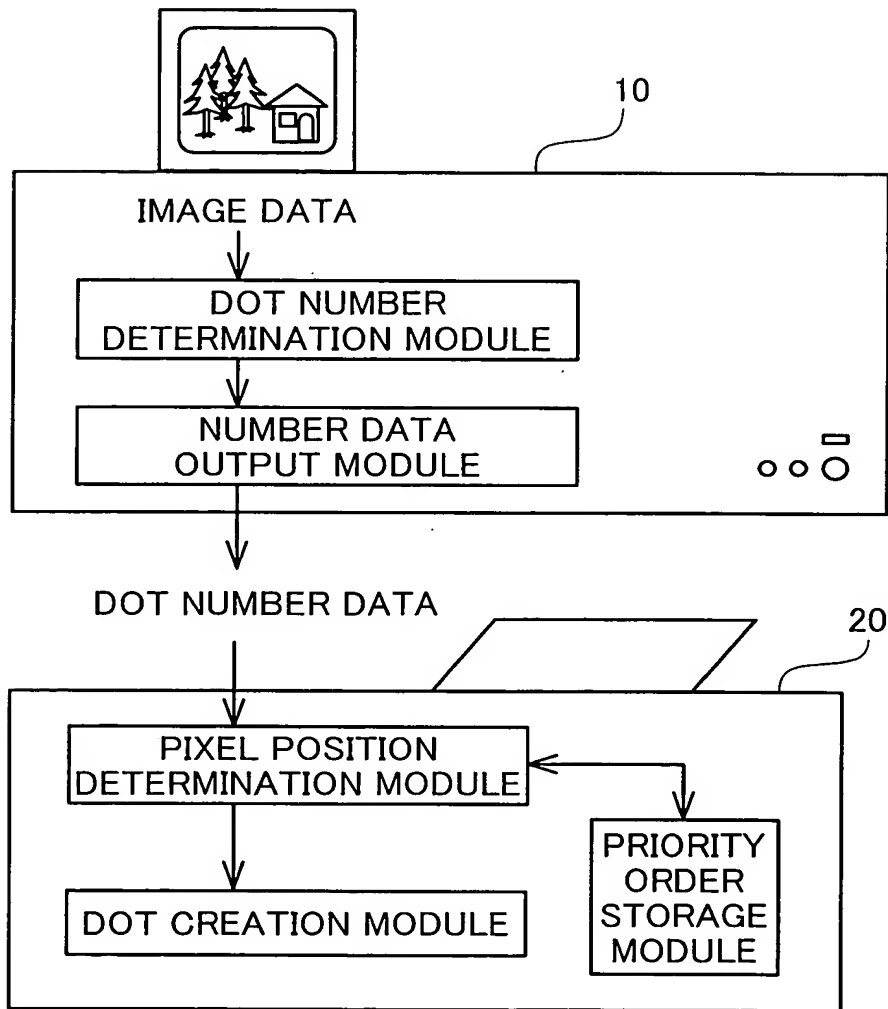 10
IMAGE DATA
DOT NUMBER
DETERMINATION MODULE
NUMBER DATA
OUTPUT MODULE
DOT NUMBER DATA
20
PIXEL POSITION
DETERMINATION MODULE
PRIORITY
ORDER
STORAGE
MODULE
DOT CREATION MODULE